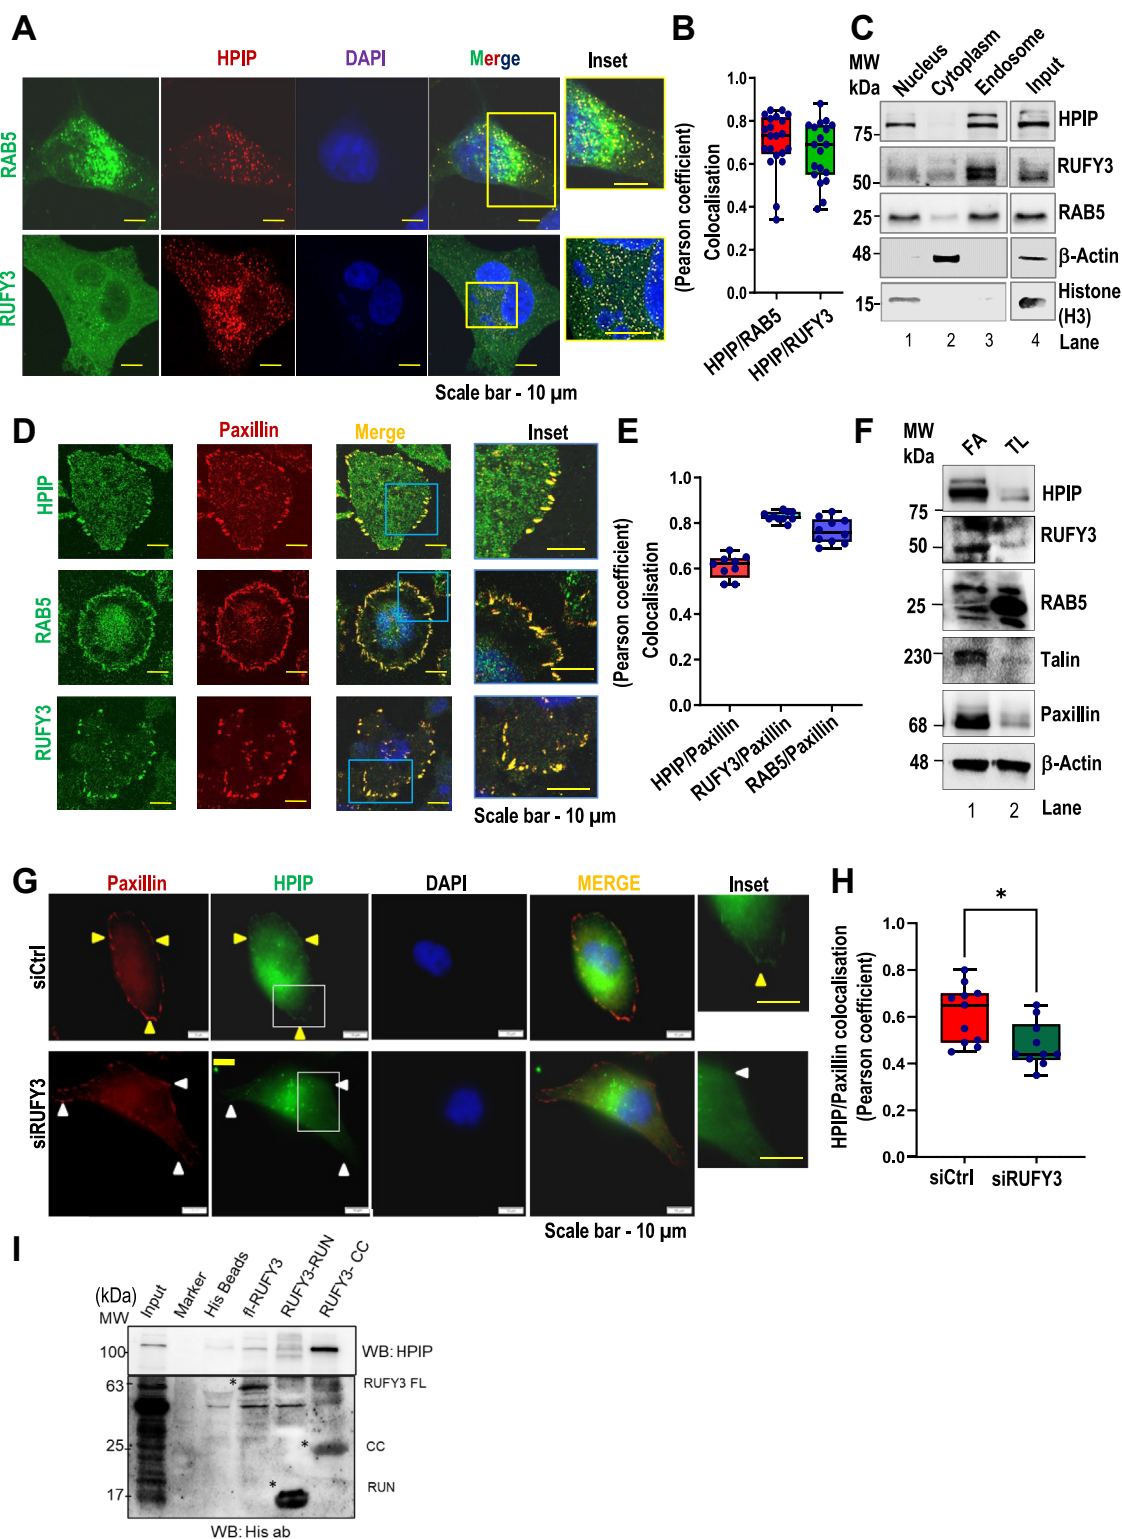 A
HPIP
DAPI
Merge
Inset
RAB5
RUFY3
Scale bar - 10 µm
B
(Pearson coefficient)
Colocalisation
1.0
0.8
0.6
0.4
0.2
0.0
HPIP/RAB5
HPIP/RUFY3
C
MW
kDa
Nucleus
Cytoplasm
Endosome
Input
75
HPIP
50
RUFY3
25
RAB5
48
β-Actin
15
Histone
(H3)
1 2 3 4 Lane
D
Paxillin
Merge
Inset
HPIP
RAB5
RUFY3
Scale bar - 10 µm
E
(Pearson coefficient)
Colocalisation
1.0
0.8
0.6
0.4
0.2
0.0
HPIP/Paxillin
RUFY3/Paxillin
RAB5/Paxillin
F
MW
kDa
FA
TL
75
HPIP
50
RUFY3
25
RAB5
230
Talin
68
Paxillin
48
β-Actin
1 2 Lane
G
Paxillin
HPIP
DAPI
MERGE
Inset
siCtrl
siRUFY3
Scale bar - 10 µm
H
HPIP/Paxillin colocalisation
(Pearson coefficient)
*
1.0
0.8
0.6
0.4
0.2
0.0
siCtrl
siRUFY3
I
(kDa)
MW
Input
Marker
His Beads
fl-RUFY3
RUFY3-RUN
RUFY3- CC
100
WB: HPIP
63
*
RUFY3 FL
25
*
CC
17
*
RUN
WB: His ab